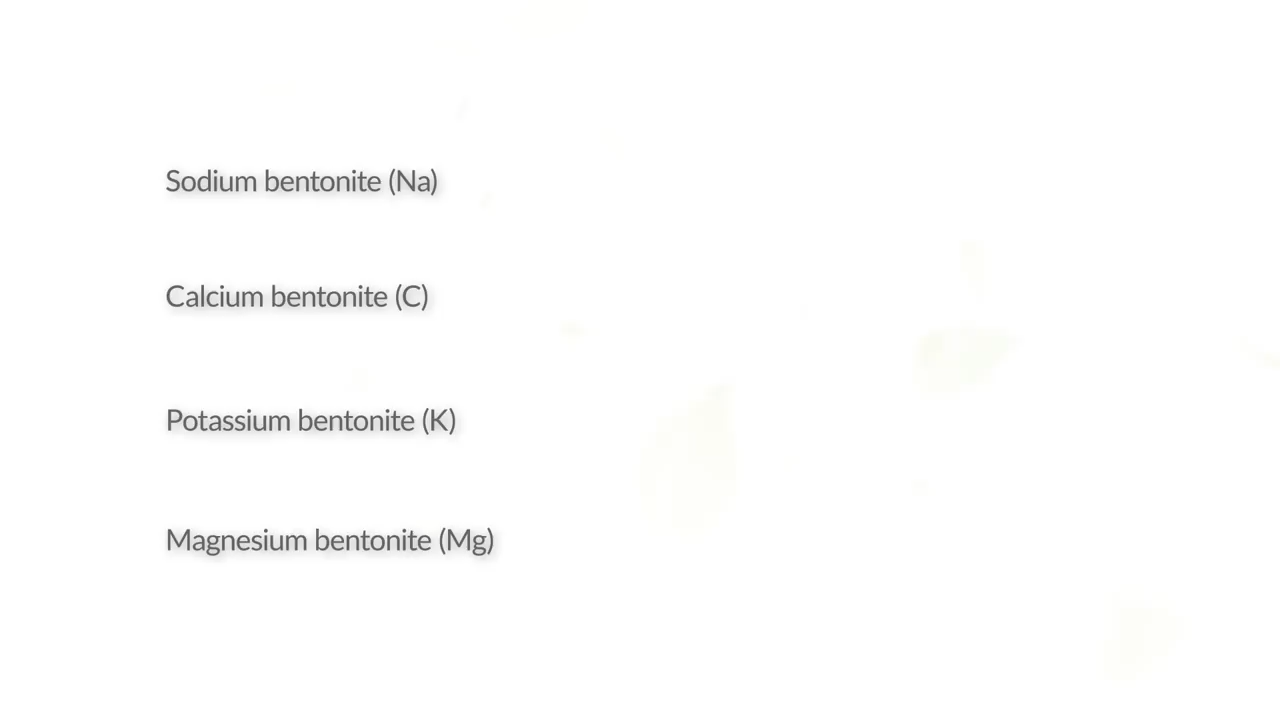 Sodium bentonite (Na)
Calcium bentonite (C)
Potassium bentonite (K)
Magnesium bentonite (Mg)